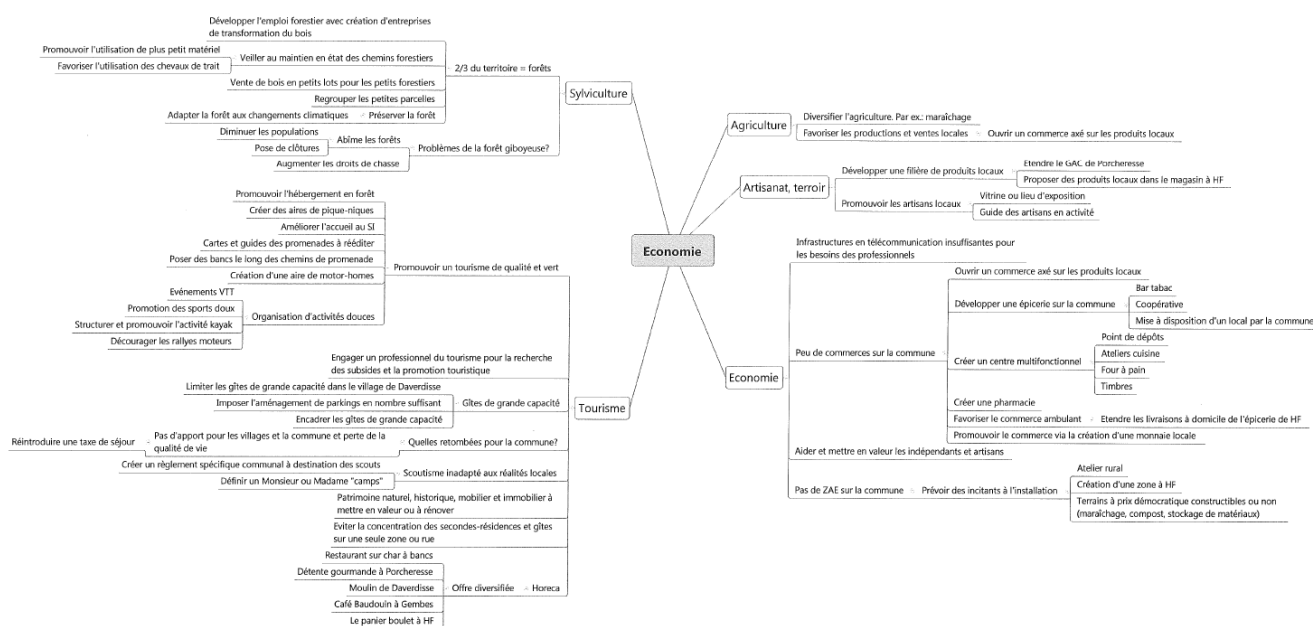 Economie
Sylviculture
2/3 du territoire = forêts
Développer l'emploi forestier avec création d'entreprises
de transformation du bois
Veiller au maintien en état des chemins forestiers
Promouvoir l'utilisation de plus petit matériel
Favoriser l'utilisation des chevaux de trait
Vente de bois en petits lots pour les petits forestiers
Regrouper les petites parcelles
Préserver la forêt
Adapter la forêt aux changements climatiques
Problèmes de la forêt giboyeuse?
Abîme les forêts
Diminuer les populations
Pose de clôtures
Augmenter les droits de chasse
Tourisme
Promouvoir un tourisme de qualité et vert
Promouvoir l'hébergement en forêt
Créer des aires de pique-niques
Améliorer l'accueil au SI
Cartes et guides des promenades à rééditer
Poser des bancs le long des chemins de promenade
Création d'une aire de motor-homes
Organisation d'activités douces
Evénements VTT
Promotion des sports doux
Structurer et promouvoir l'activité kayak
Décourager les rallyes moteurs
Engager un professionnel du tourisme pour la recherche
des subsides et la promotion touristique
Gîtes de grande capacité
Limiter les gîtes de grande capacité dans le village de Daverdisse
Imposer l'aménagement de parkings en nombre suffisant
Encadrer les gîtes de grande capacité
Quelles retombées pour la commune?
Pas d'apport pour les villages et la commune et perte de la
qualité de vie
Réintroduire une taxe de séjour
Scoutisme inadapté aux réalités locales
Créer un règlement spécifique communal à destination des scouts
Définir un Monsieur ou Madame "camps"
Patrimoine naturel, historique, mobilier et immobilier à
mettre en valeur ou à rénover
Eviter la concentration des secondes-résidences et gîtes
sur une seule zone ou rue
Horeca
Offre diversifiée
Restaurant sur char à bancs
Détente gourmande à Porcheresse
Moulin de Daverdisse
Café Baudouin à Gembes
Le panier boulet à HF
Agriculture
Diversifier l'agriculture. Par ex.: maraîchage
Favoriser les productions et ventes locales
Ouvrir un commerce axé sur les produits locaux
Artisanat, terroir
Développer une filière de produits locaux
Etendre le GAC de Porcheresse
Proposer des produits locaux dans le magasin à HF
Promouvoir les artisans locaux
Vitrine ou lieu d'exposition
Guide des artisans en activité
Economie
Infrastructures en télécommunication insuffisantes pour
les besoins des professionnels
Peu de commerces sur la commune
Ouvrir un commerce axé sur les produits locaux
Développer une épicerie sur la commune
Bar tabac
Coopérative
Mise à disposition d'un local par la commune
Créer un centre multifonctionnel
Point de dépôts
Ateliers cuisine
Four à pain
Timbres
Créer une pharmacie
Favoriser le commerce ambulant
Etendre les livraisons à domicile de l'épicerie de HF
Promouvoir le commerce via la création d'une monnaie locale
Aider et mettre en valeur les indépendants et artisans
Pas de ZAE sur la commune
Prévoir des incitants à l'installation
Atelier rural
Création d'une zone à HF
Terrains à prix démocratique constructibles ou non
(maraîchage, compost, stockage de matériaux)